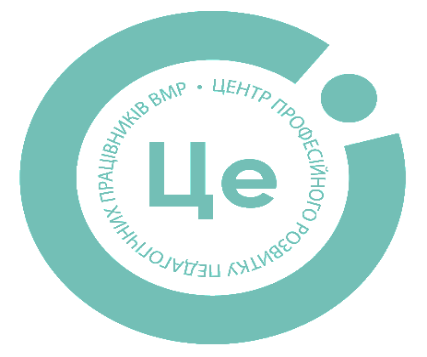 ЦЕНТР ПРОФЕСІЙНОГО РОЗВИТКУ ПЕДАГОГІЧНИХ ПРАЦІВНИКІВ ВМР •
Це